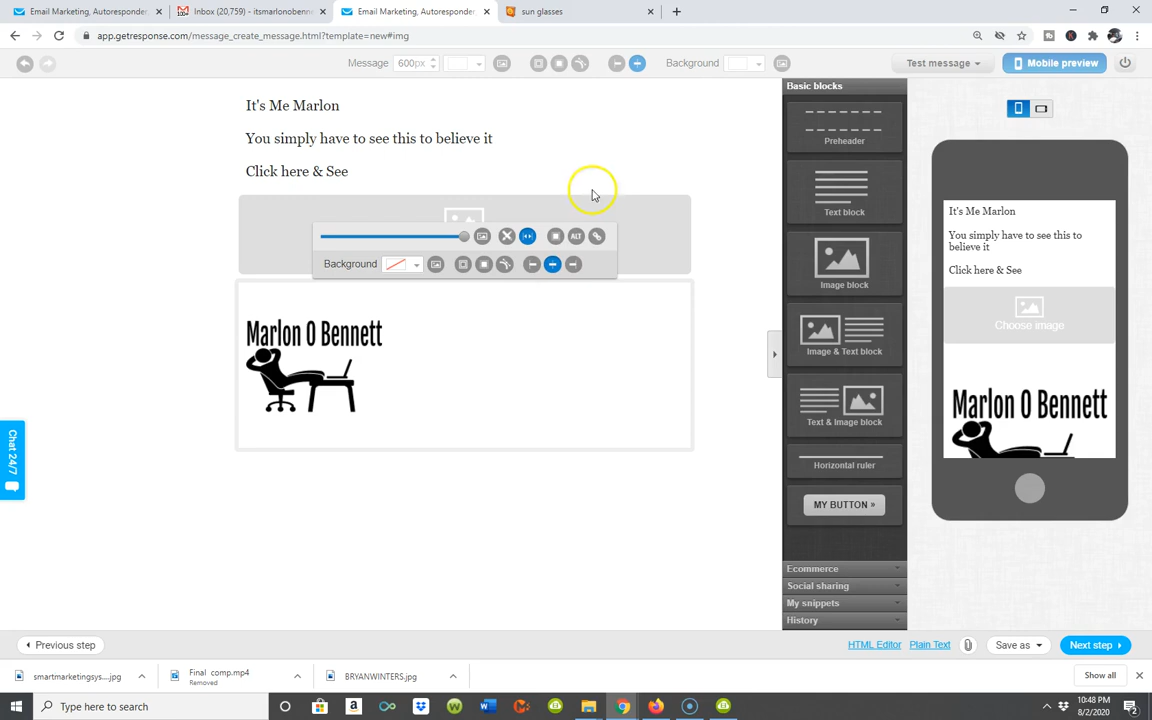 Email Marketing, Autoresponder
Inbox (20,759) - itsmarlonobenn
Email Marketing, Autoresponder
sun glasses
app.getresponse.com/message_create_message.html?template=new#img
Message
600px
Background
Test message
Mobile preview
It's Me Marlon
You simply have to see this to believe it
Click here & See
ALT
Background
Marlon O Bennett
Basic blocks
Preheader
Text block
Image block
Image & Text block
Text & Image block
Horizontal ruler
MY BUTTON »
Ecommerce
Social sharing
My snippets
History
It's Me Marlon
You simply have to see this to
believe it
Click here & See
Choose image
Marlon O Bennett
Chat 24/7
Previous step
HTML Editor
Plain Text
Save as
Next step
smartmarketingsys....jpg
Final comp.mp4
Removed
BRYANWINTERS.jpg
Show all
Type here to search
10:48 PM
8/2/2020